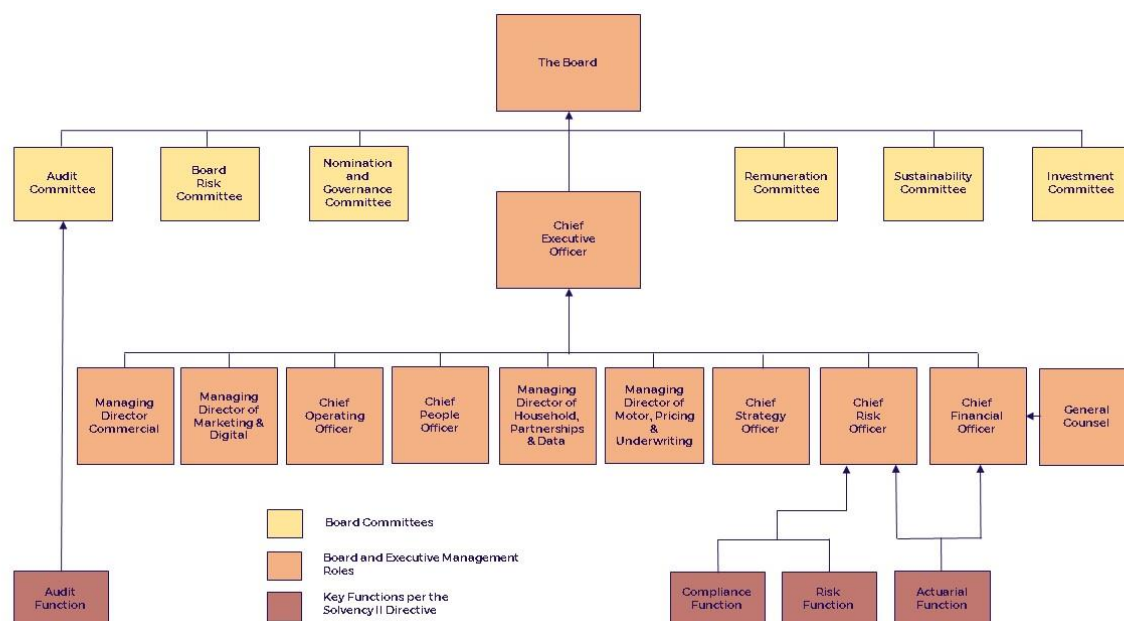 The Board
Audit
Committee
Board
Risk
Committee
Nomination
and
Governance
Committee
Remuneration
Committee
Sustainability
Committee
Investment
Committee
Chief
Executive
Officer
Managing
Director
Commercial
Managing
Director of
Marketing &
Digital
Chief
Operating
Officer
Chief
People
Officer
Managing
Director of
Household,
Partnerships
& Data
Managing
Director of
Motor, Pricing
&
Underwriting
Chief
Strategy
Officer
Chief
Risk
Officer
Chief
Financial
Officer
General
Counsel
Board Committees
Board and Executive Management
Roles
Key Functions per the
Solvency II Directive
Audit
Function
Compliance
Function
Risk
Function
Actuarial
Function